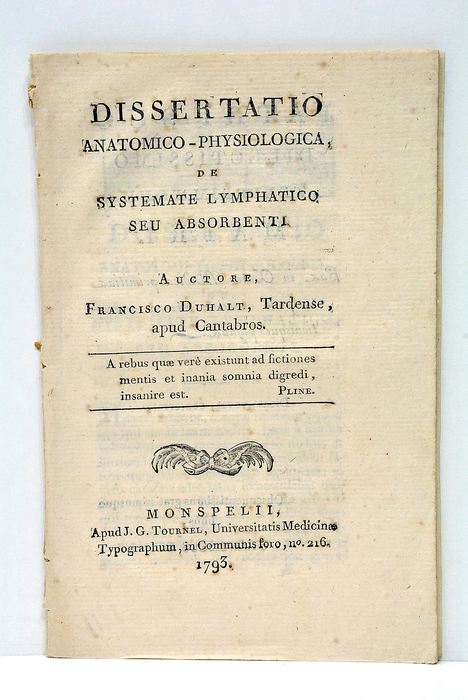 DISSERTATIO
ANATOMICO-PHYSIOLOGICA,
DE
SYSTEMATE LYMPHATICO
SEU ABSORBENTI
AUCTORE,
FRANCISCO DUHALT, Tardense,
apud Cantabros.
A rebus quæ verè existunt ad fictiones
mentis et inania somnia digredi,
insanire est. PLINE.
MONSPELII,
Apud J. G. TOURNEL, Universitatis Medicinæ
Typographum, in Communis foro, no. 216.
1793.